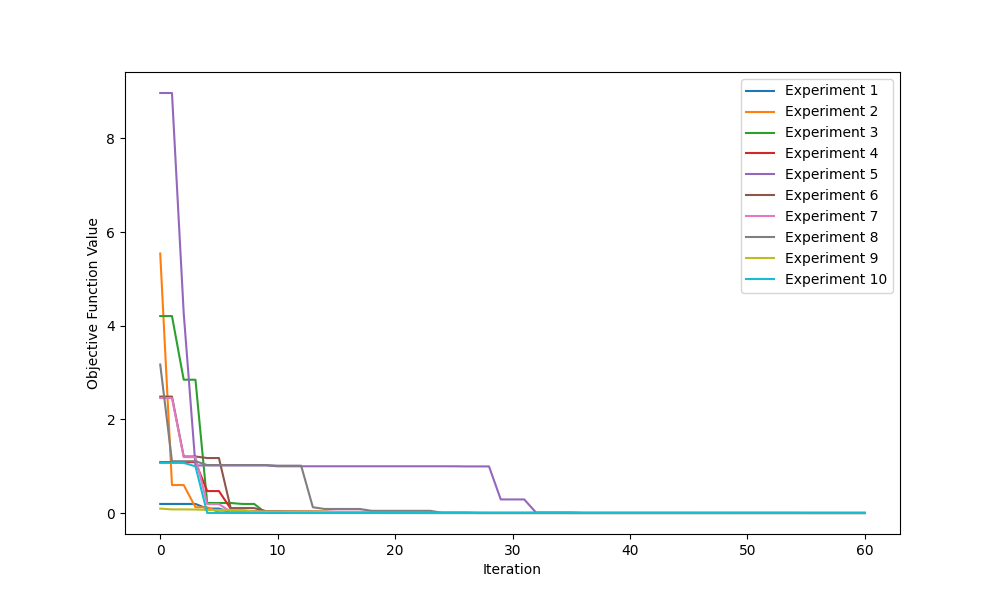 Experiment 1
Experiment 2
Experiment 3
Experiment 4
Experiment 5
Experiment 6
Experiment 7
Experiment 8
Experiment 9
Experiment 10
Objective Function Value
8
6
4
2
0
0 10 20 30 40 50 60
Iteration